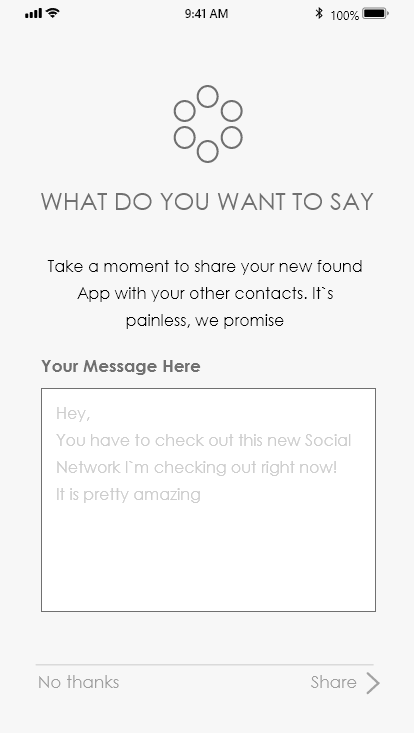 9:41 AM
100%
WHAT DO YOU WANT TO SAY
Take a moment to share your new found
App with your other contacts. It`s
painless, we promise
Your Message Here
Hey,
You have to check out this new Social
Network I`m checking out right now!
It is pretty amazing
No thanks
Share